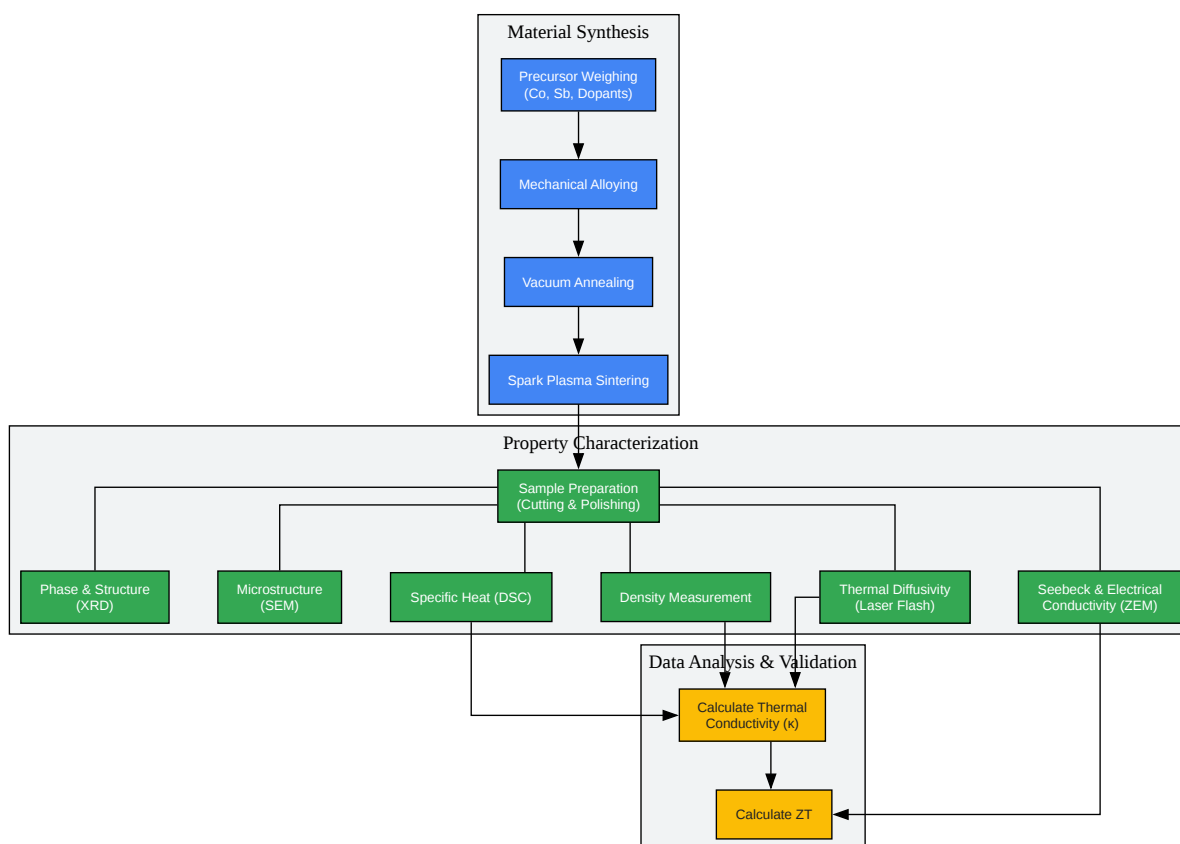 Material Synthesis
Precursor Weighing
(Co, Sb, Dopants)
Mechanical Alloying
Vacuum Annealing
Spark Plasma Sintering
Property Characterization
Sample Preparation
(Cutting & Polishing)
Phase & Structure
(XRD)
Microstructure
(SEM)
Specific Heat (DSC)
Density Measurement
Thermal Diffusivity
(Laser Flash)
Seebeck & Electrical
Conductivity (ZEM)
Data Analysis & Validation
Calculate Thermal
Conductivity (κ)
Calculate ZT